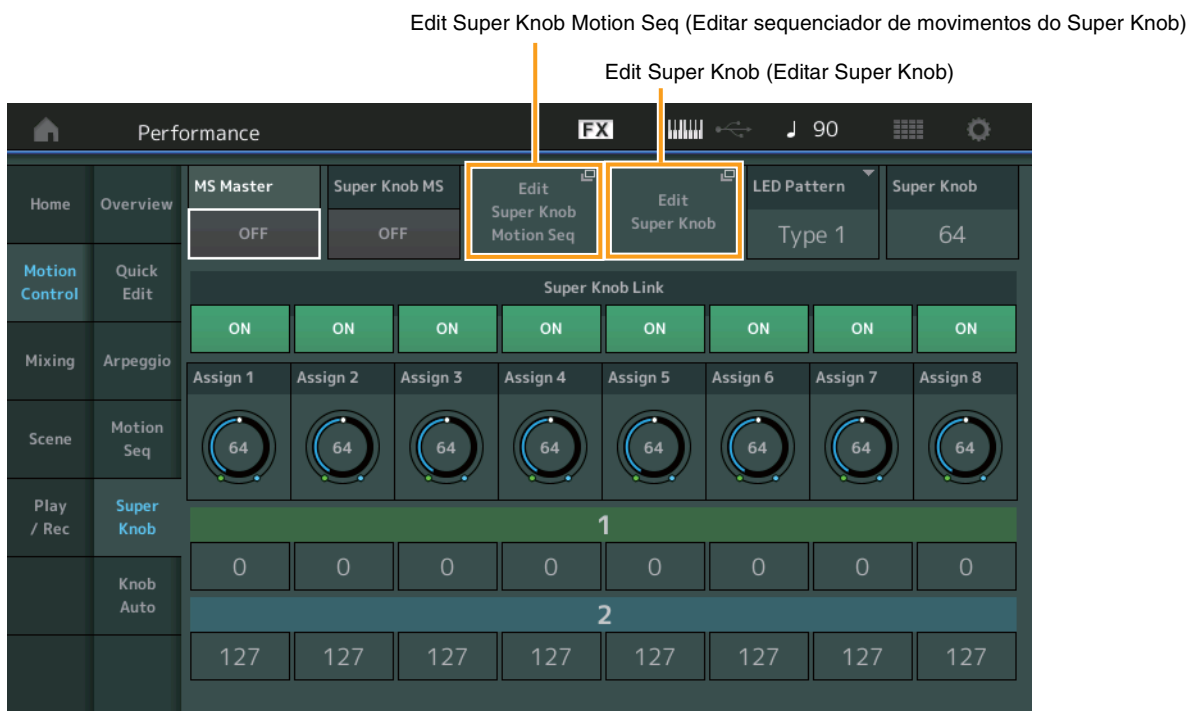 Edit Super Knob Motion Seq (Editar sequenciador de movimentos do Super Knob)
Edit Super Knob (Editar Super Knob)
Performance
FX
90
Home
Motion
Control
Mixing
Scene
Play
/ Rec
Overview
Quick
Edit
Arpeggio
Motion
Seq
Super
Knob
Knob
Auto
MS Master
OFF
Super Knob MS
OFF
Edit
Super Knob
Motion Seq
Edit
Super Knob
LED Pattern
Type 1
Super Knob
64
Super Knob Link
ON ON ON ON ON ON ON ON
Assign 1 Assign 2 Assign 3 Assign 4 Assign 5 Assign 6 Assign 7 Assign 8
64 64 64 64 64 64 64 64
1
0 0 0 0 0 0 0 0
2
127 127 127 127 127 127 127 127